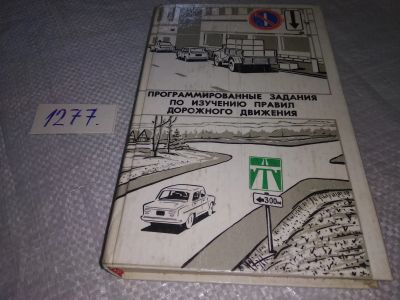 1277.
ПРОГРАММИРОВАННЫЕ ЗАДАНИЯ
ПО ИЗУЧЕНИЮ ПРАВИЛ
ДОРОЖНОГО ДВИЖЕНИЯ
300м